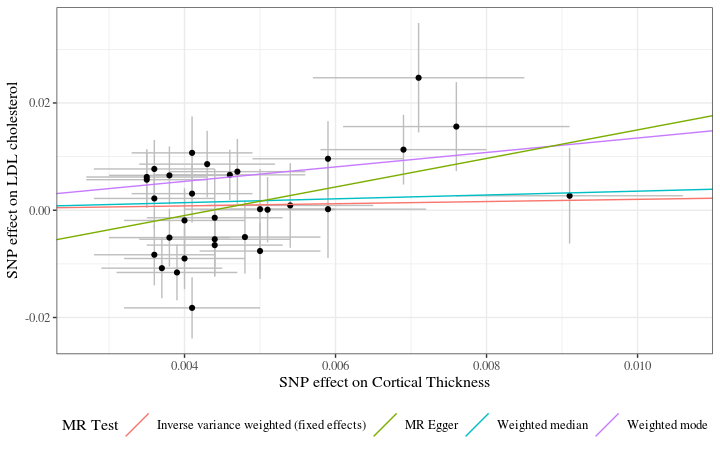 SNP effect on LDL cholesterol
0.02
0.00
-0.02
0.004 0.006 0.008 0.010
SNP effect on Cortical Thickness
MR Test Inverse variance weighted (fixed effects) MR Egger Weighted median Weighted mode